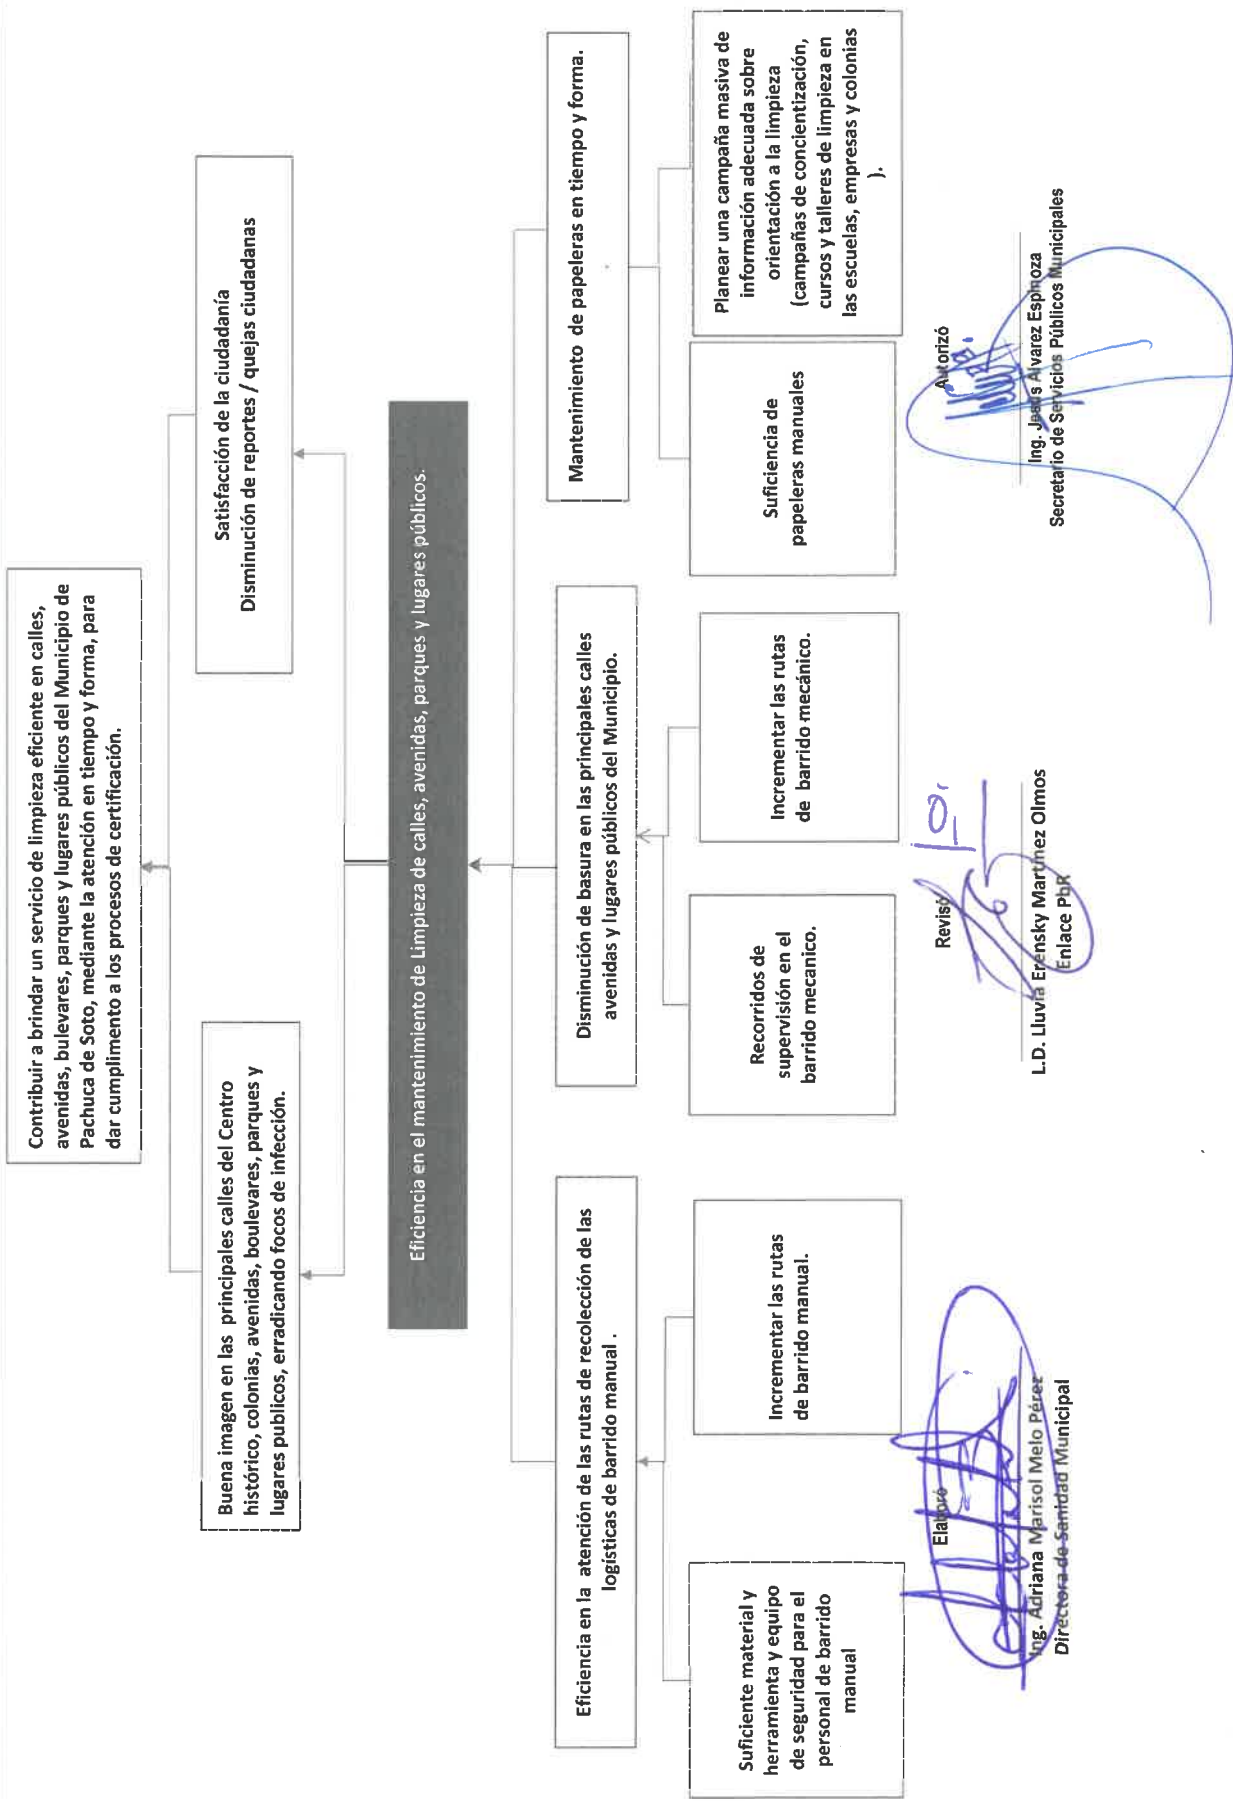 Contribuir a brindar un servicio de limpieza eficiente en calles,
avenidas, bulevares, parques y lugares públicos del Municipio de
Pachuca de Soto, mediante la atención en tiempo y forma, para
dar cumplimento a los procesos de certificación.
Buena imagen en las principales calles del Centro
histórico, colonias, avenidas, boulevares, parques y
lugares publicos, erradicando focos de infección.
Satisfacción de la ciudadanía
Disminución de reportes / quejas ciudadanas
Eficiencia en el mantenimiento de Limpieza de calles, avenidas, parques y lugares públicos.
Eficiencia en la atención de las rutas de recolección de las
logísticas de barrido manual .
Disminución de basura en las principales calles
avenidas y lugares públicos del Municipio.
Mantenimiento de papeleras en tiempo y forma.
Suficiente material y
herramienta y equipo
de seguridad para el
personal de barrido
manual
Incrementar las rutas
de barrido manual.
Recorridos de
supervisión en el
barrido mecanico.
Incrementar las rutas
de barrido mecánico.
Suficiencia de
papeleras manuales
Planear una campaña masiva de
información adecuada sobre
orientación a la limpieza
(campañas de concientización,
cursos y talleres de limpieza en
las escuelas, empresas y colonias
).
Elaboró
Ing. Adriana Marisol Melo Pérez
Directora de Sanidad Municipal
Revisó
L.D. Lluvia Erensky Martínez Olmos
Enlace PbR
Autorizó
Ing. Jesús Alvarez Espinoza
Secretario de Servicios Públicos Municipales